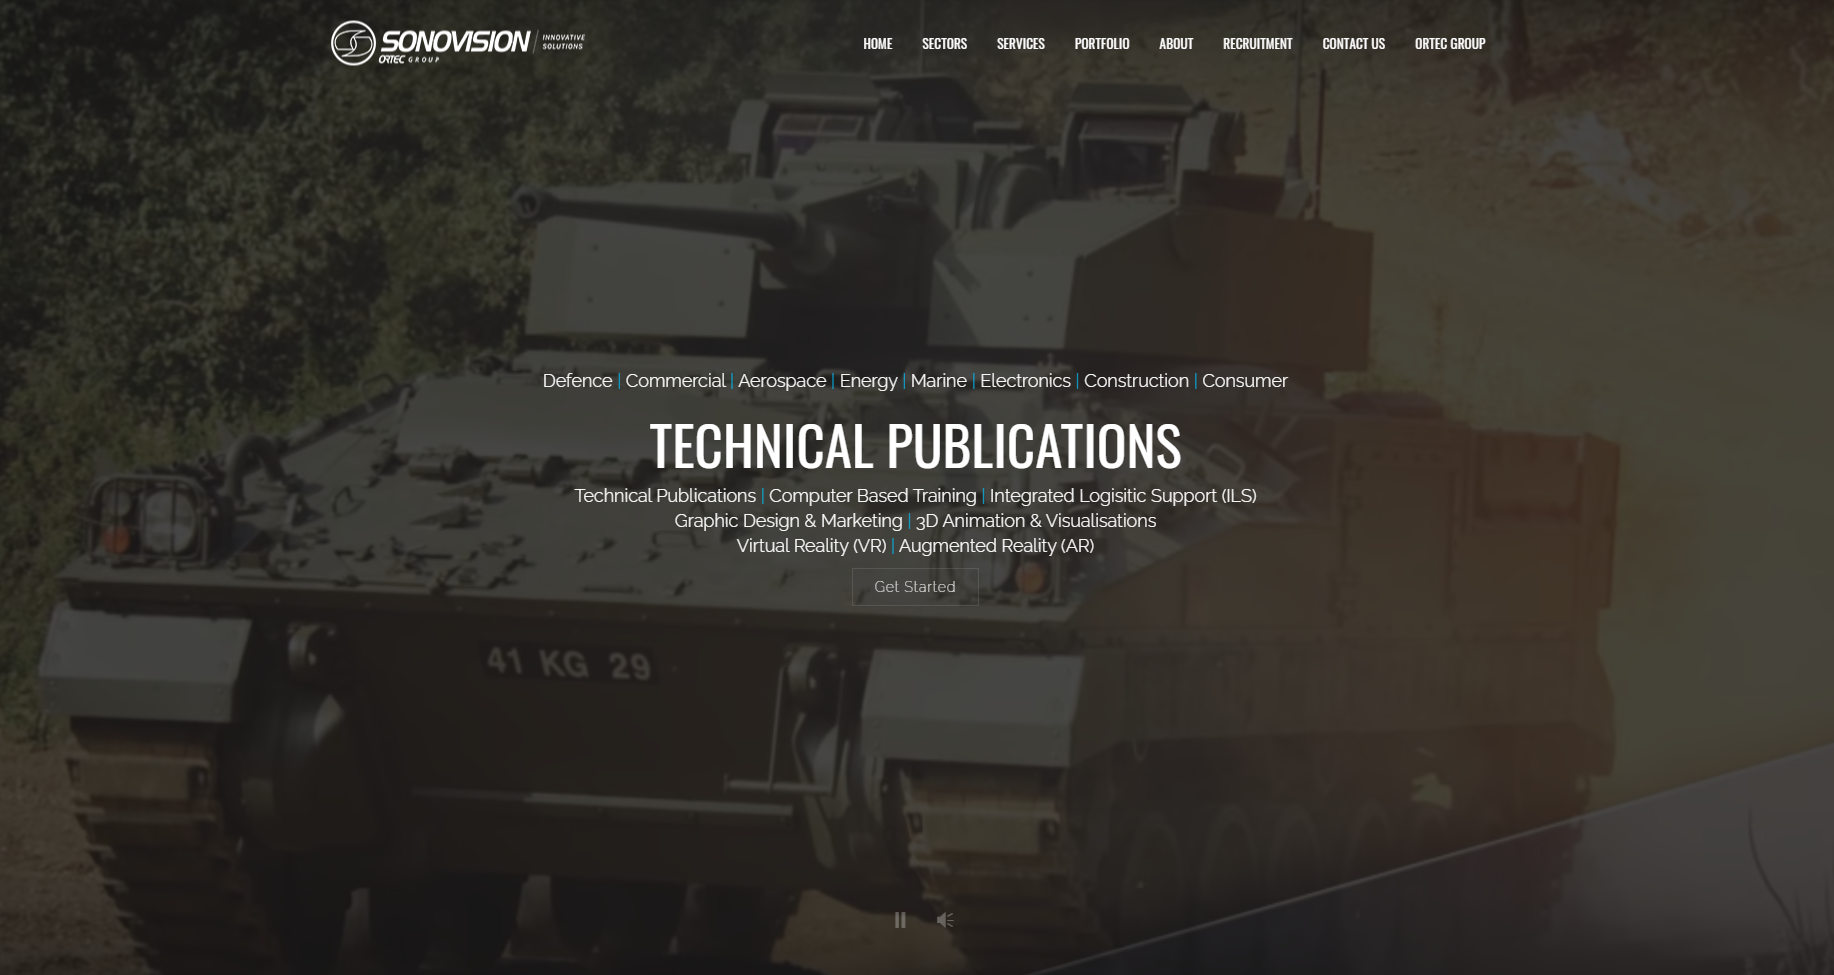 SONOVISION INNOVATIVE
SOLUTIONS
ORTEC GROUP
HOME SECTORS SERVICES PORTFOLIO ABOUT RECRUITMENT CONTACT US ORTEC GROUP
Defence | Commercial | Aerospace | Energy | Marine | Electronics | Construction | Consumer
TECHNICAL PUBLICATIONS
Technical Publications | Computer Based Training | Integrated Logisitic Support (ILS)
Graphic Design & Marketing | 3D Animation & Visualisations
Virtual Reality (VR) | Augmented Reality (AR)
Get Started
41 KG 29